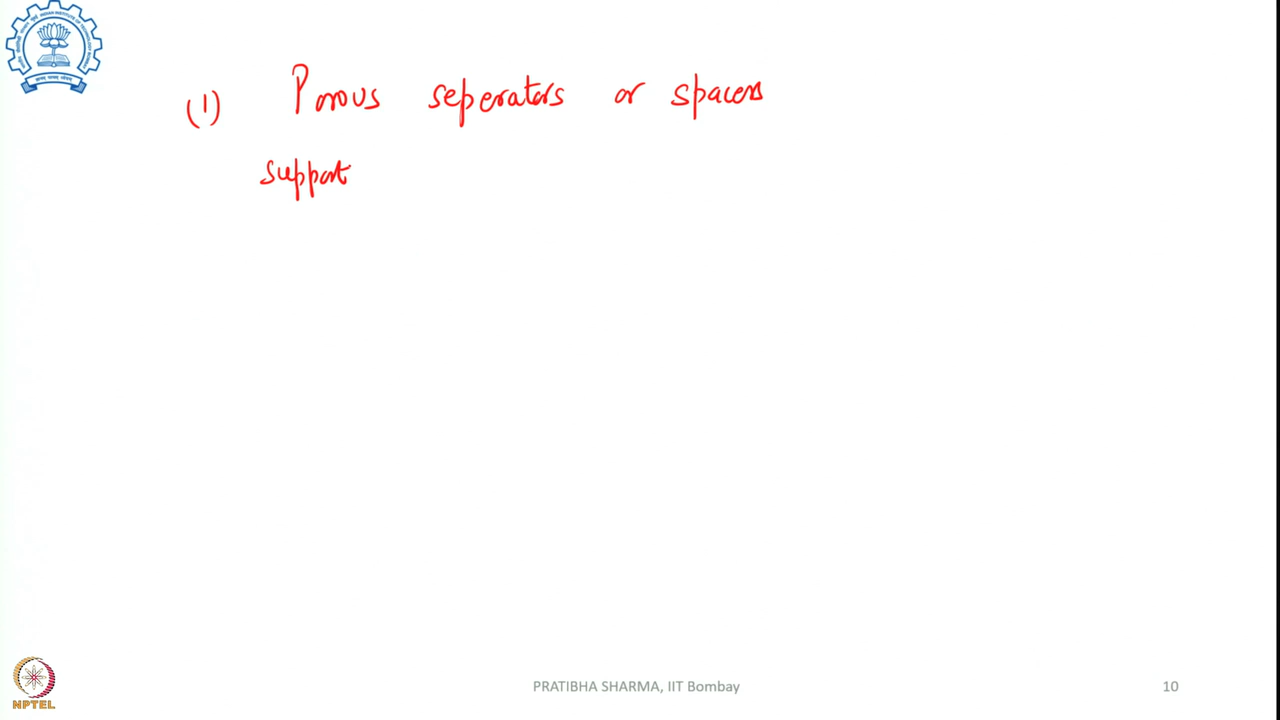 (1) Porous seperators or spacers
support
NPTEL
PRATIBHA SHARMA, IIT Bombay
10